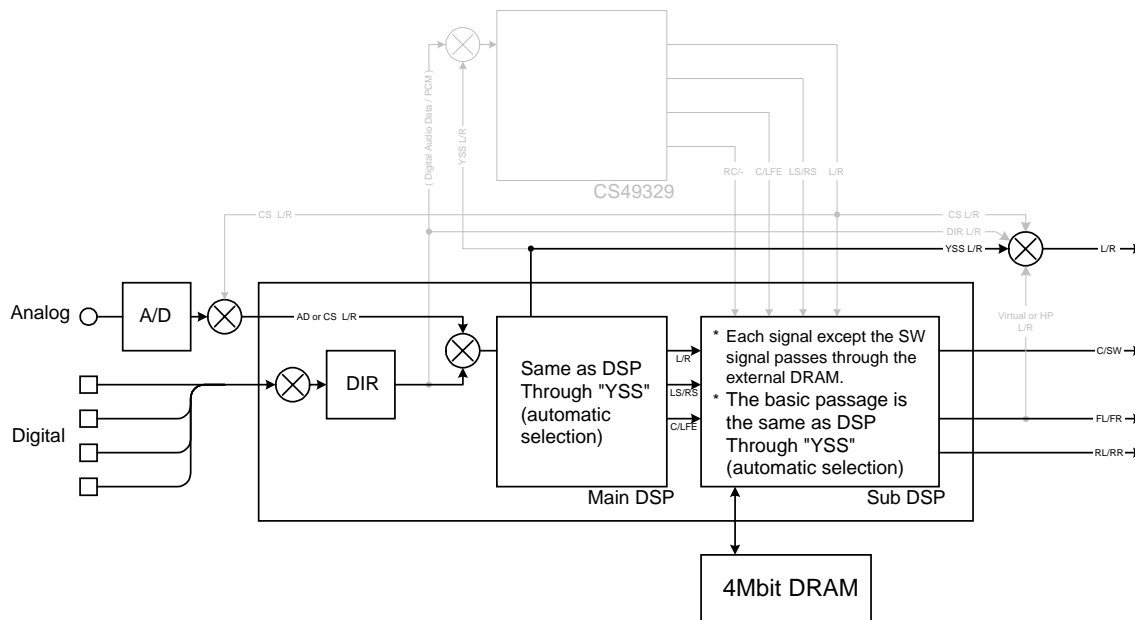 ( Digital Audio Data / PCM )
YSS L/R
RC/-
C/LFE
LS/RS
L/R
CS49329
CS L/R
CS L/R
DIR L/R
YSS L/R
L/R
Analog
A/D
AD or CS L/R
Virtual or HP
L/R
Digital
DIR
Same as DSP
Through "YSS"
(automatic
selection)
Main DSP
L/R
LS/RS
C/LFE
* Each signal except the SW
signal passes through the
external DRAM.
* The basic passage is
the same as DSP
Through "YSS"
(automatic selection)
Sub DSP
C/SW
FL/FR
RL/RR
4Mbit DRAM